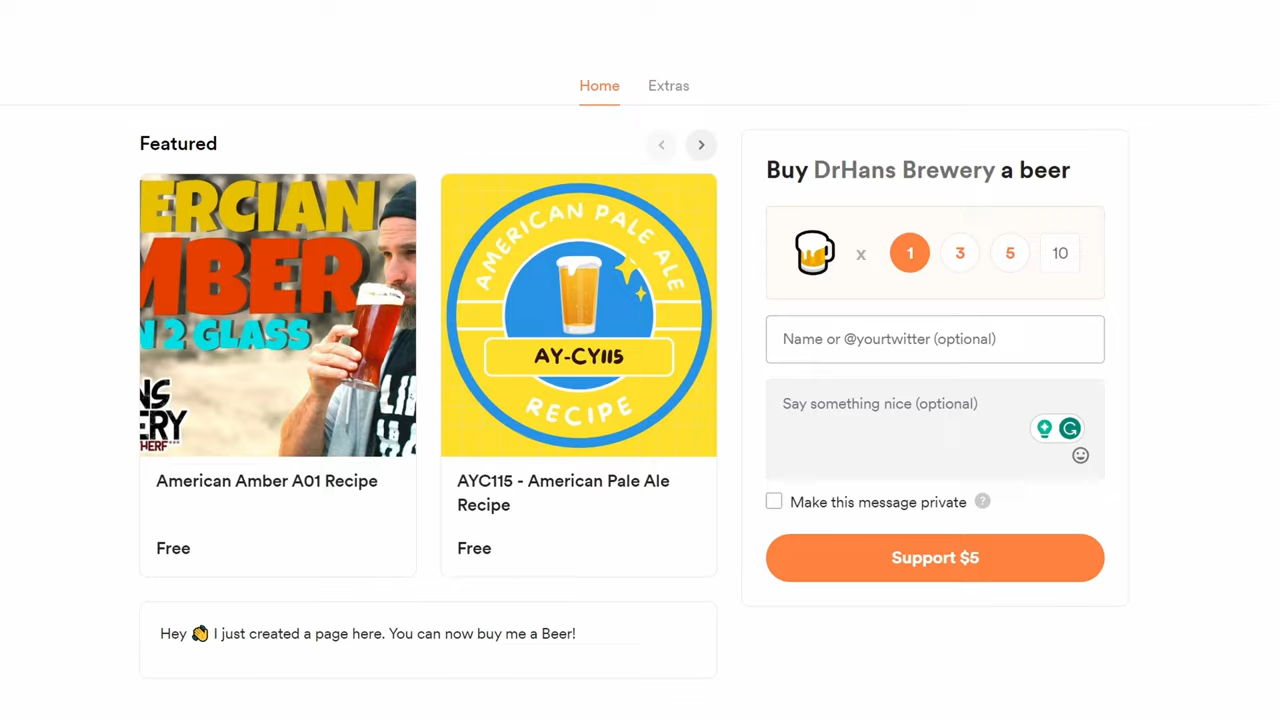 Home Extras
Featured
ERCIAN
MBER
N 2 GLASS
NS
ERY
HERF
American Amber A01 Recipe
Free
AMERICAN PALE ALE
AY-CY115
RECIPE
AYC115 - American Pale Ale
Recipe
Free
Hey 👋 I just created a page here. You can now buy me a Beer!
Buy DrHans Brewery a beer
x 1 3 5 10
Name or @yourtwitter (optional)
Say something nice (optional)
Make this message private ?
Support $5